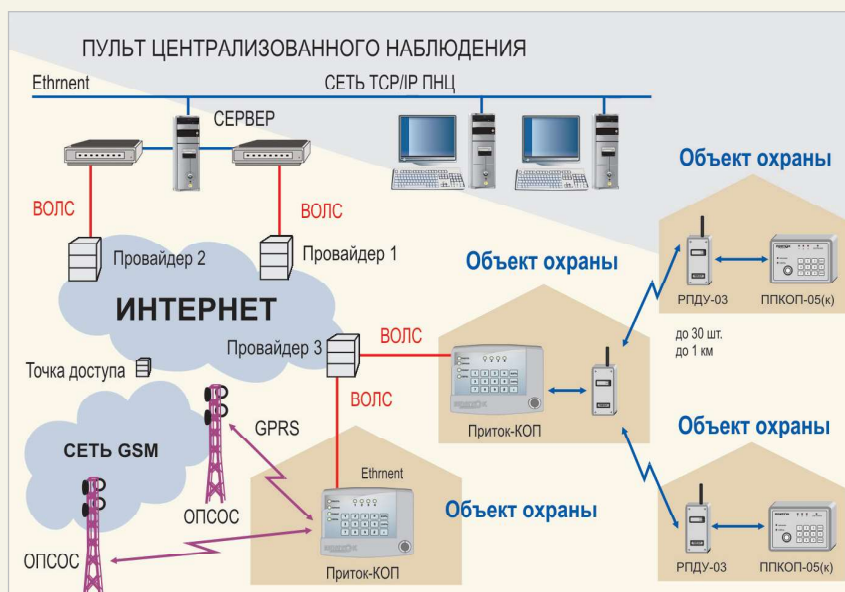 ПУЛЬТ ЦЕНТРАЛИЗОВАННОГО НАБЛЮДЕНИЯ
Ethrnent
СЕТЬ TCP/IP ПНЦ
СЕРВЕР
Объект охраны
ВОЛС
ВОЛС
Провайдер 2
Провайдер 1
Объект охраны
ИНТЕРНЕТ
РПДУ-03
ППКОП-05(к)
Провайдер 3
ВОЛС
до 30 шт.
до 1 км
Точка доступа
ВОЛС
Приток-КОП
GPRS
СЕТЬ GSM
Объект охраны
Ethrnent
ОПСОС
Объект охраны
ОПСОС
Приток-КОП
РПДУ-03
ППКОП-05(к)